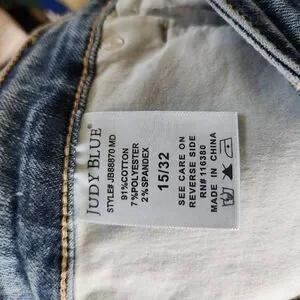 JUDY BLUE
STYLE# JB8870 MD
91%COTTON
7%POLYESTER
2%SPANDEX
15/32
SEE CARE ON
REVERSE SIDE
RN# 116380
MADE IN CHINA